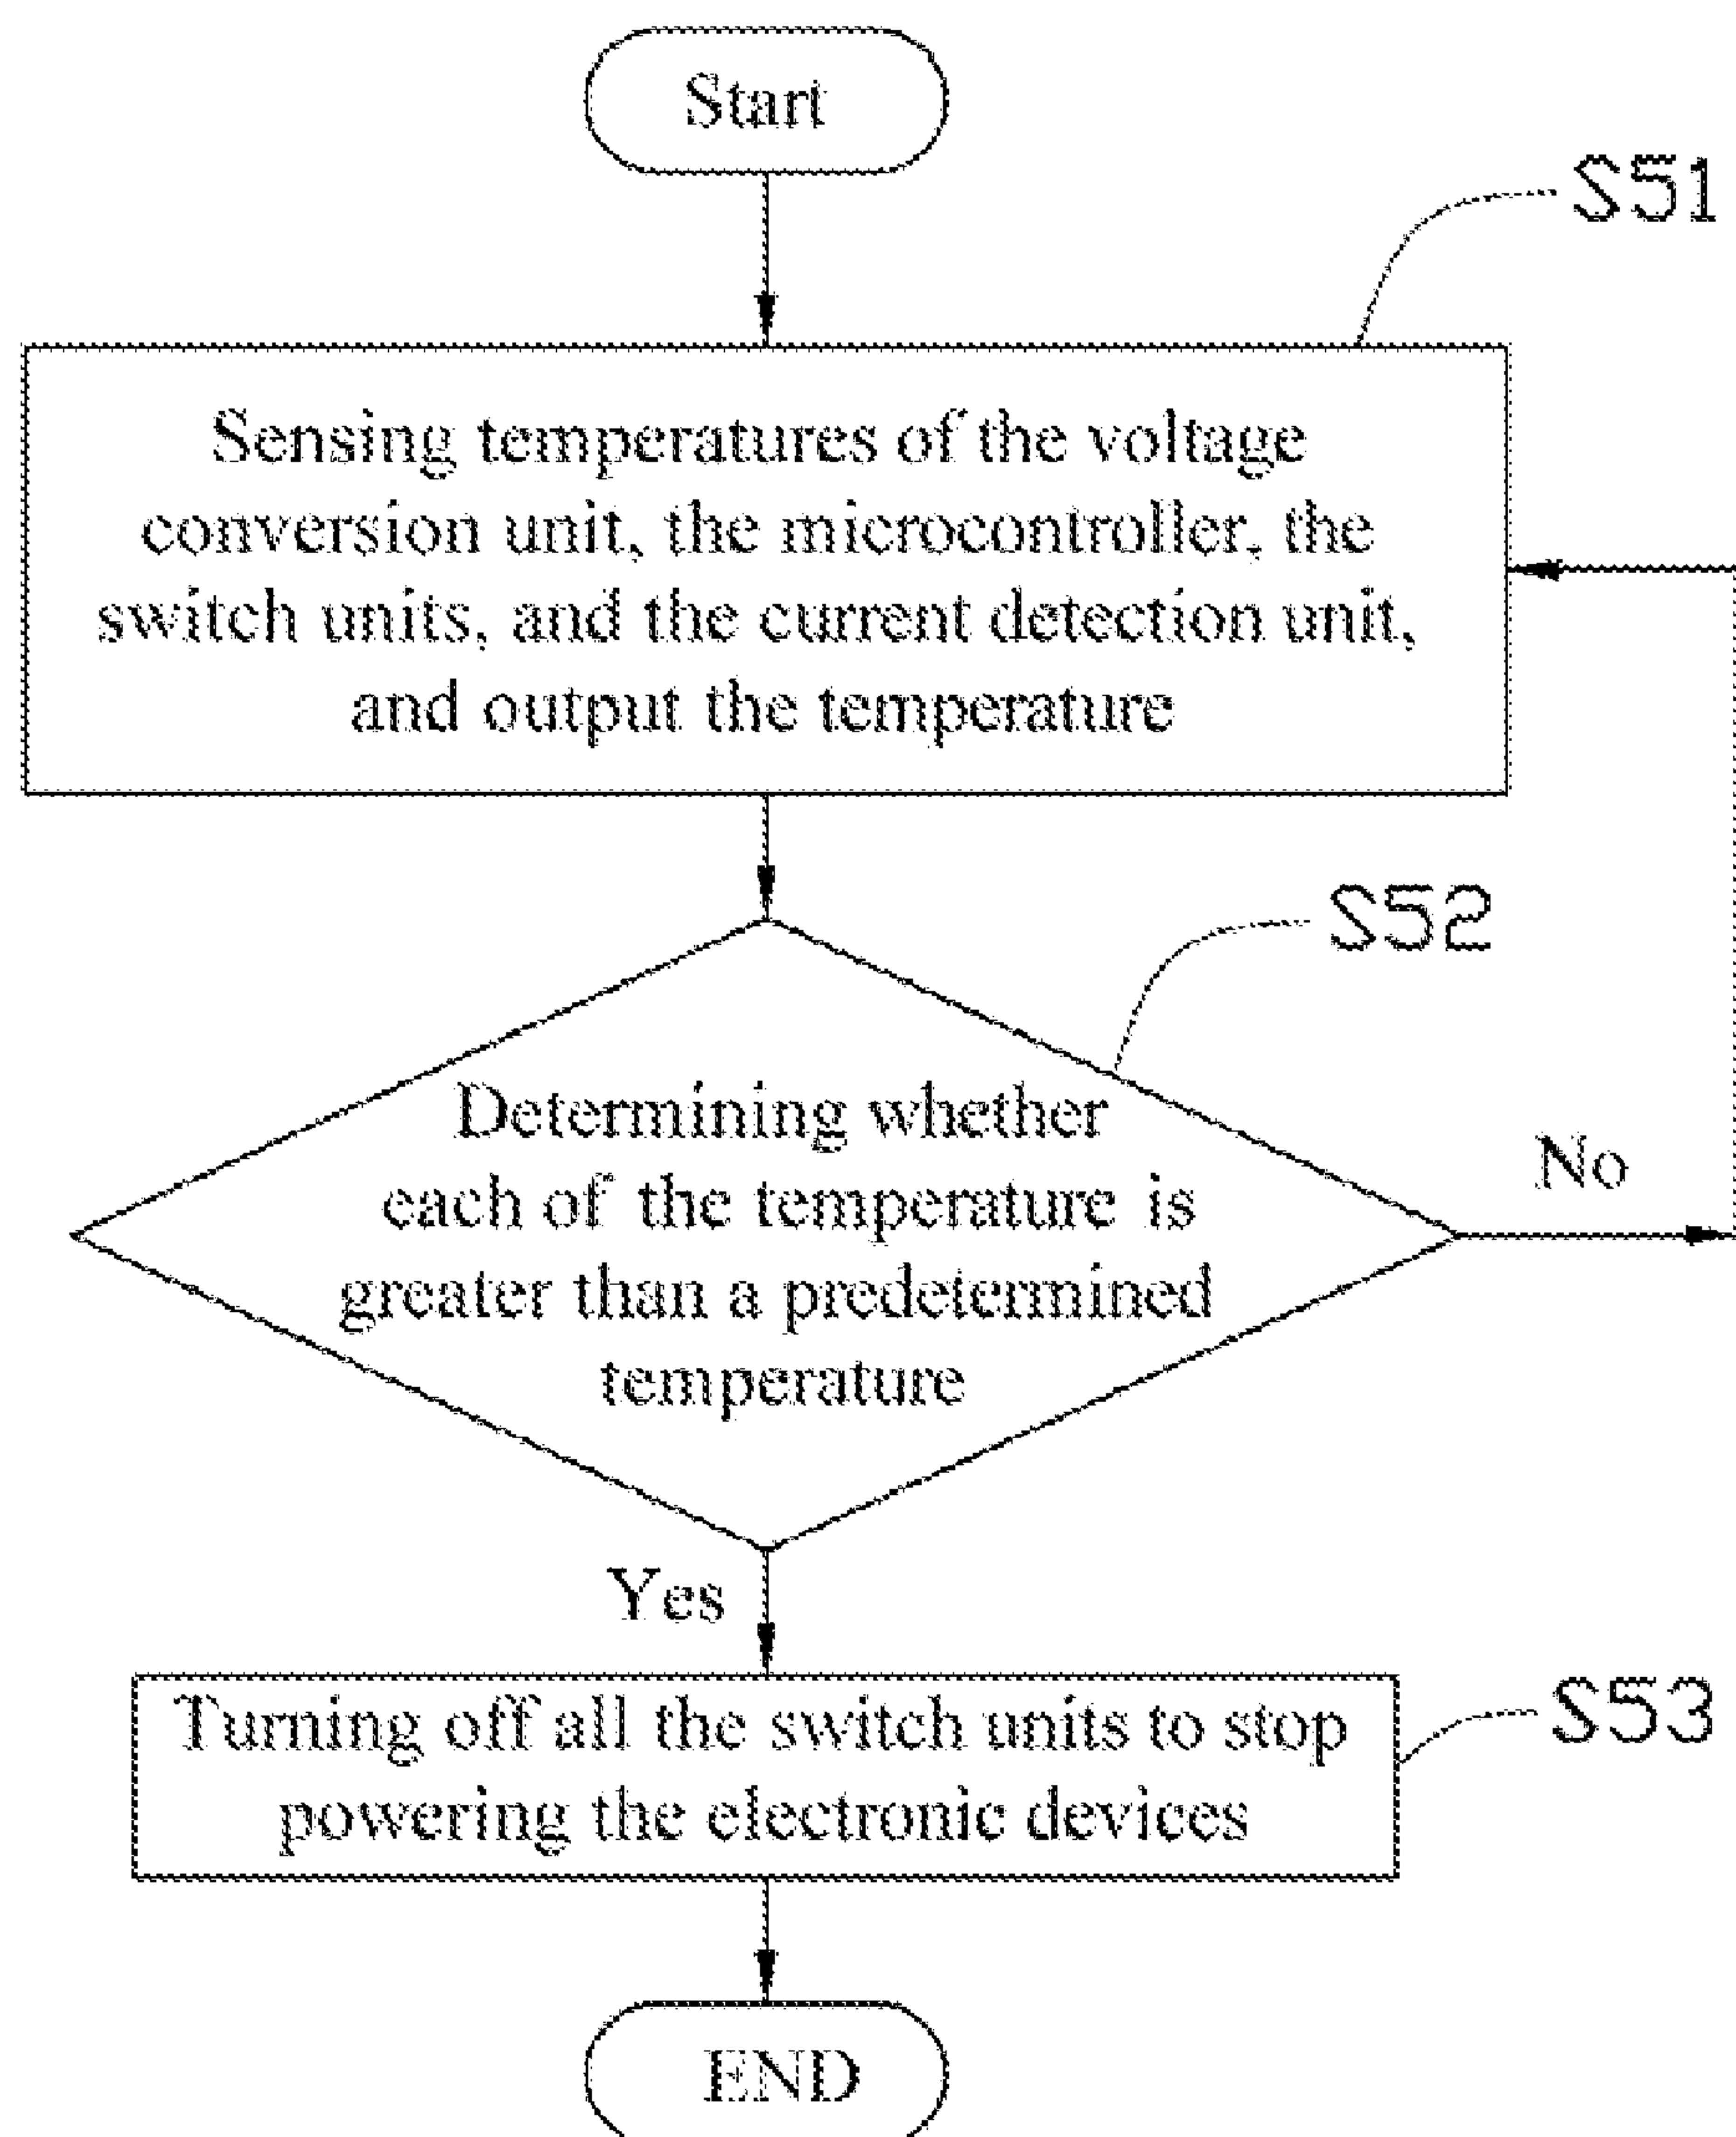 Start
S51
Sensing temperatures of the voltage
conversion unit, the microcontroller, the
switch units, and the current detection unit,
and output the temperature
S52
Determining whether
each of the temperature is
greater than a predetermined
temperature
No
Yes
Turning off all the switch units to stop
powering the electronic devices
S53
END